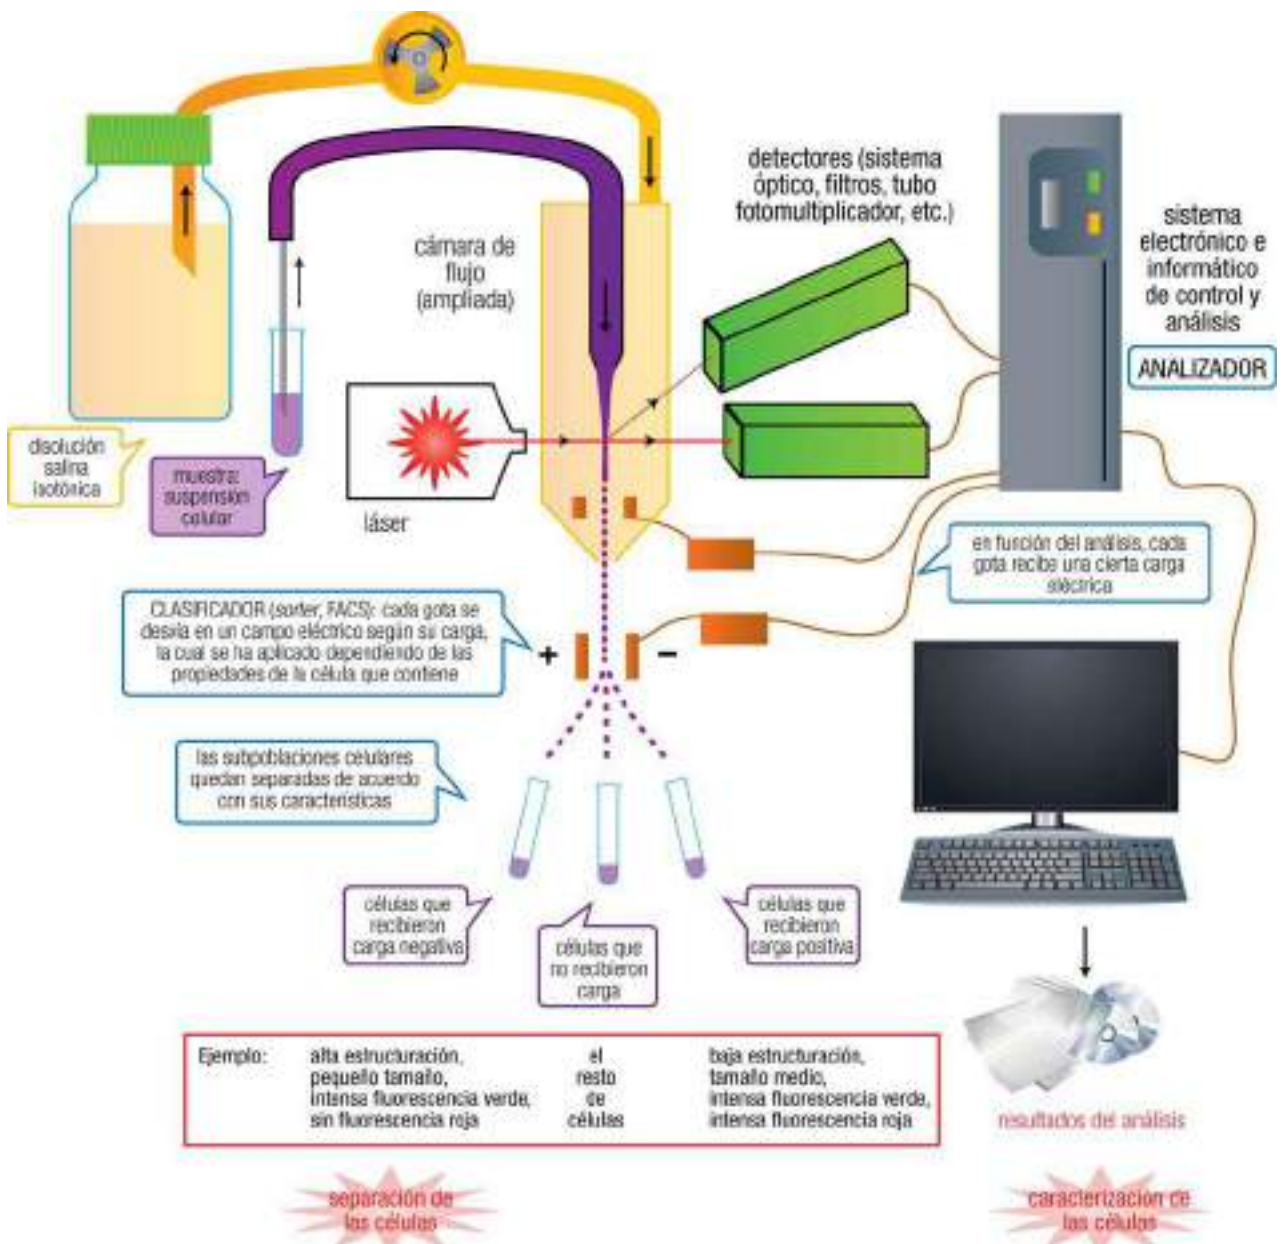 detectores (sistema
óptico, filtros, tubo
fotomultiplicador, etc.)
sistema
electrónico e
informático
de control y
análisis
ANALIZADOR
cámara de
flujo
(ampliada)
disolución
salina
isotónica
muestra:
suspensión
celular
láser
en función del análisis, cada
gota recibe una cierta carga
eléctrica
CLASIFICADOR (sorter, FACS): cada gota se
desvía en un campo eléctrico según su carga,
la cual se ha aplicado dependiendo de las
propiedades de la célula que contiene
+
−
las subpoblaciones celulares
quedan separadas de acuerdo
con sus características
células que
recibieron
carga negativa
células que
no recibieron
carga
células que
recibieron
carga positiva
Ejemplo:
alta estructuración,
pequeño tamaño,
intensa fluorescencia verde,
sin fluorescencia roja
el
resto
de
células
baja estructuración,
tamaño medio,
intensa fluorescencia verde,
intensa fluorescencia roja
resultados del análisis
separación de
las células
caracterización de
las células